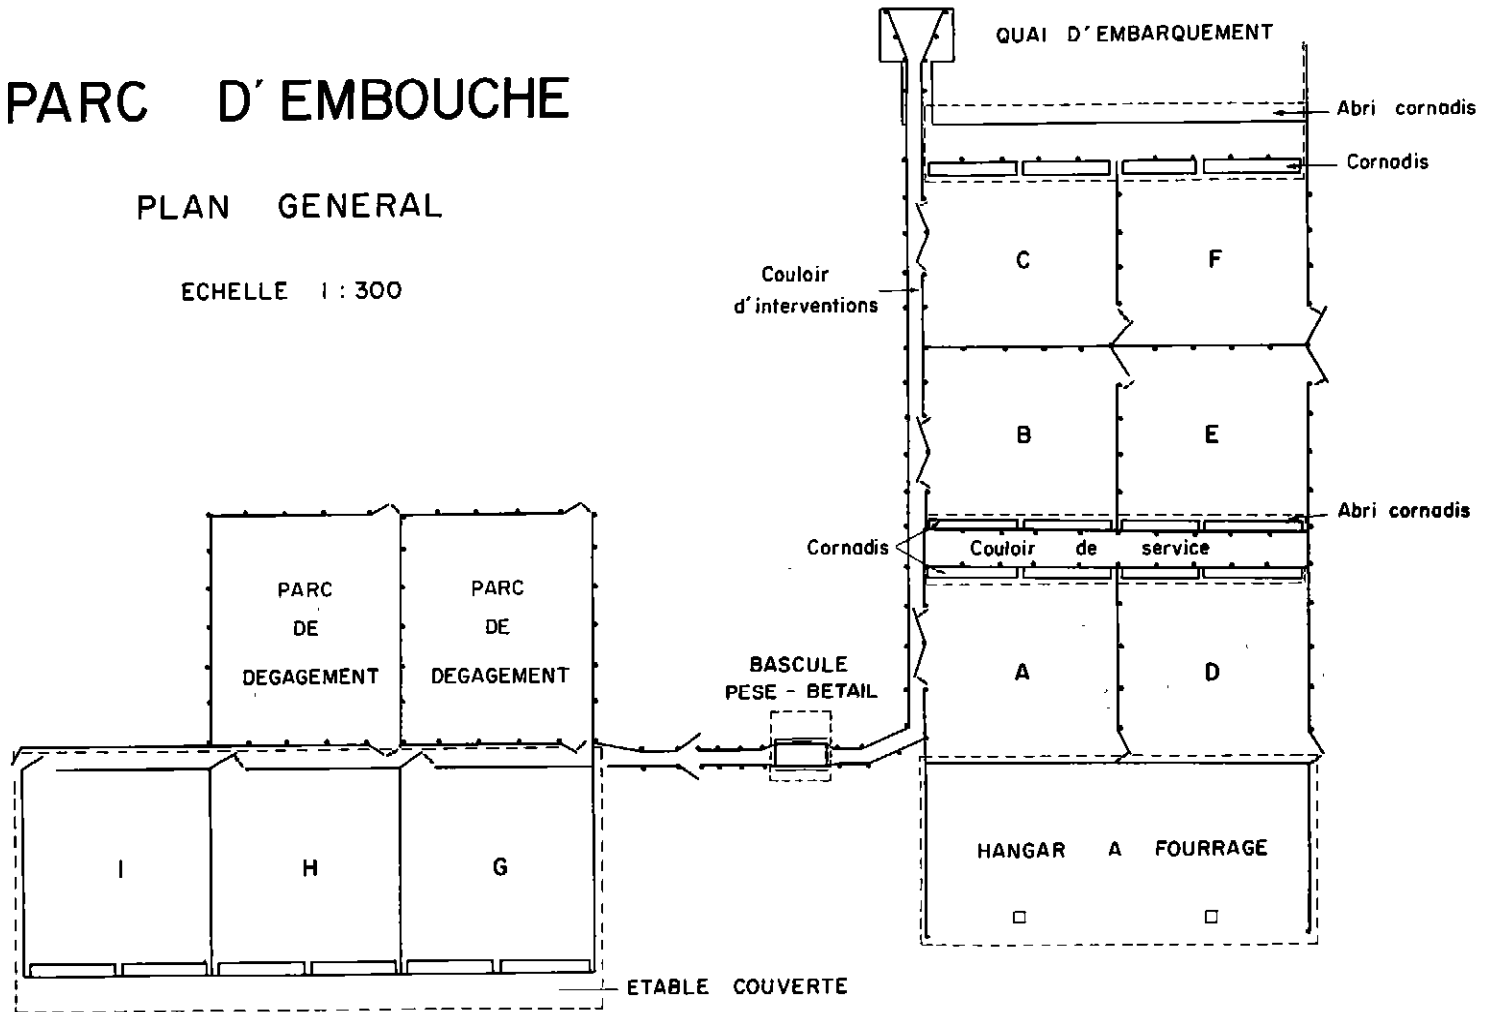 PARC D'EMBOUCHE
PLAN GENERAL
ECHELLE 1 : 300
QUAI D'EMBARQUEMENT
Abri cornadis
Cornadis
C
F
Couloir
d'interventions
B
E
Abri cornadis
Cornadis
Couloir de service
PARC
DE
DEGAGEMENT
PARC
DE
DEGAGEMENT
BASCULE
PESE - BETAIL
A
D
I
H
G
HANGAR A FOURRAGE
ETABLE COUVERTE